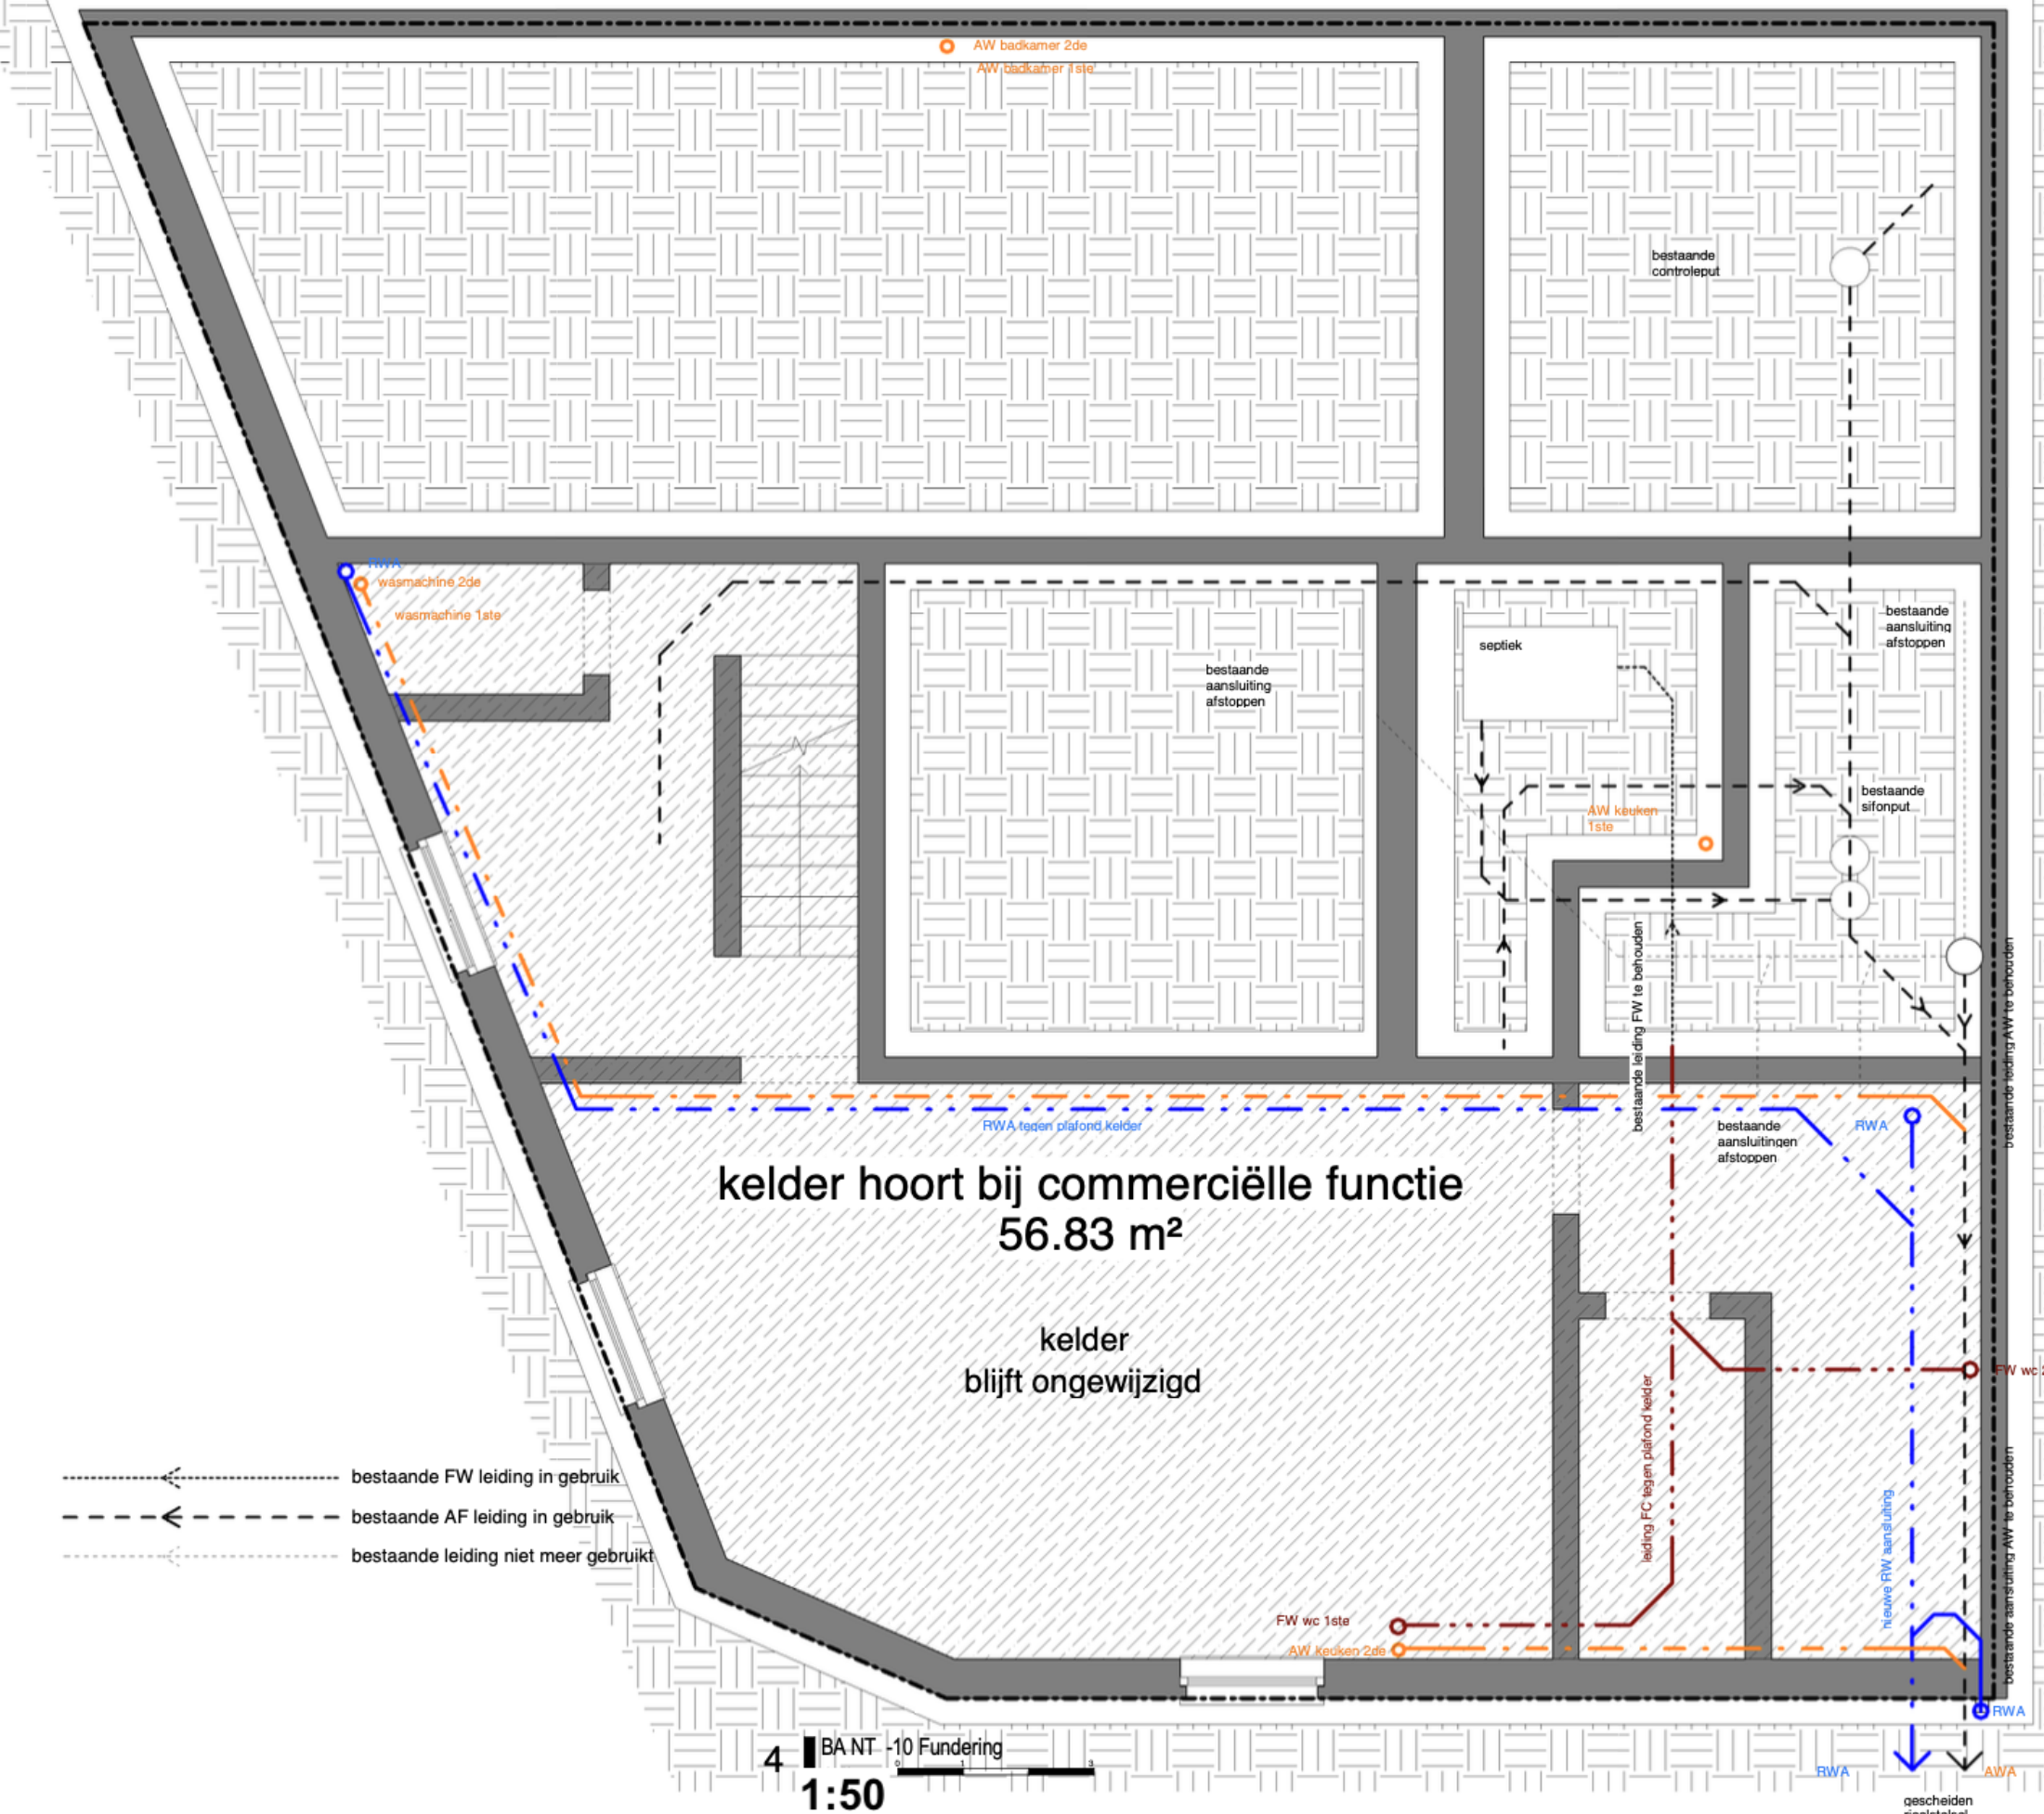 AW badkamer 2de
AW badkamer 1ste
bestaande
controleput
RWA
wasmachine 2de
wasmachine 1ste
bestaande
aansluiting
afstoppen
septiek
bestaande
aansluiting
afstoppen
bestaande
sifonput
AW keuken
1ste
bestaande leiding FW te behouden
bestaande leiding AW te behouden
RWA tegen plafond kelder
bestaande
aansluitingen
afstoppen
RWA
kelder hoort bij commerciëlle functie
56.83 m²
kelder
blijft ongewijzigd
FW wc
leiding FC tegen plafond kelder
bestaande FW leiding in gebruik
bestaande AF leiding in gebruik
bestaande leiding niet meer gebruikt
nieuwe RW aansluiting
bestaande aansluiting AW te behouden
FW wc 1ste
AW keuken 2de
RWA
4 BA NT -10 Fundering
0 1 3
1:50
RWA
AWA
gescheiden